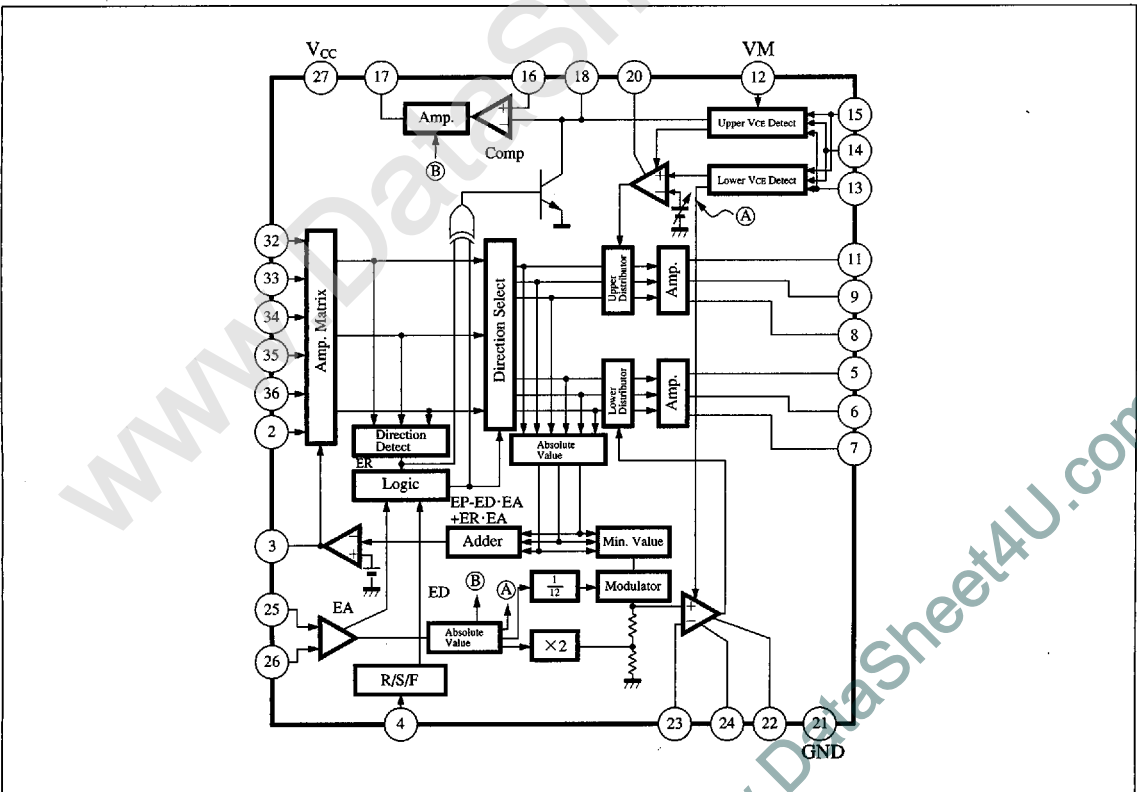 VCC
VM
27
17
16
18
20
12
Amp.
+
−
Comp
B
Upper VCE Detect
15
14
Lower VCE Detect
13
+
−
A
32
33
34
35
36
2
Amp. Matrix
Direction Select
Upper Distributor
Amp.
11
9
8
Lower Distributor
Amp.
5
6
7
Direction
Detect
ER
Logic
Absolute
Value
EP-ED·EA
+ER·EA
3
−
+
Adder
Min. Value
ED
B
A
1
12
Modulator
25
EA
26
Absolute
Value
×2
+
−
R/S/F
4
23
24
22
21
GND
www.DataSheet4U.com
www.DataSheet4U.com